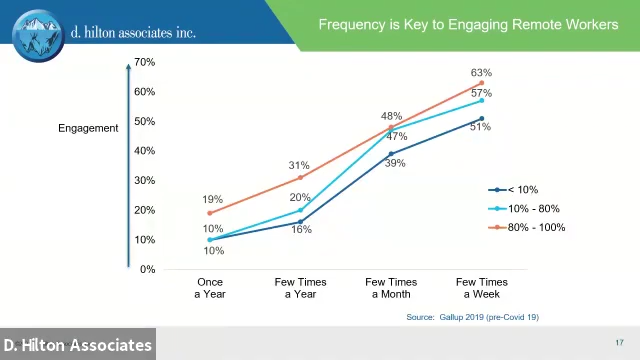 d. hilton associates inc.
Frequency is Key to Engaging Remote Workers
70%
60%
50%
40%
30%
20%
10%
0%
Engagement
63%
57%
51%
48%
47%
39%
31%
20%
16%
19%
10%
10%
< 10%
10% - 80%
80% - 100%
Once
a Year
Few Times
a Year
Few Times
a Month
Few Times
a Week
Source: Gallup 2019 (pre-Covid 19)
D. Hilton Associates
17